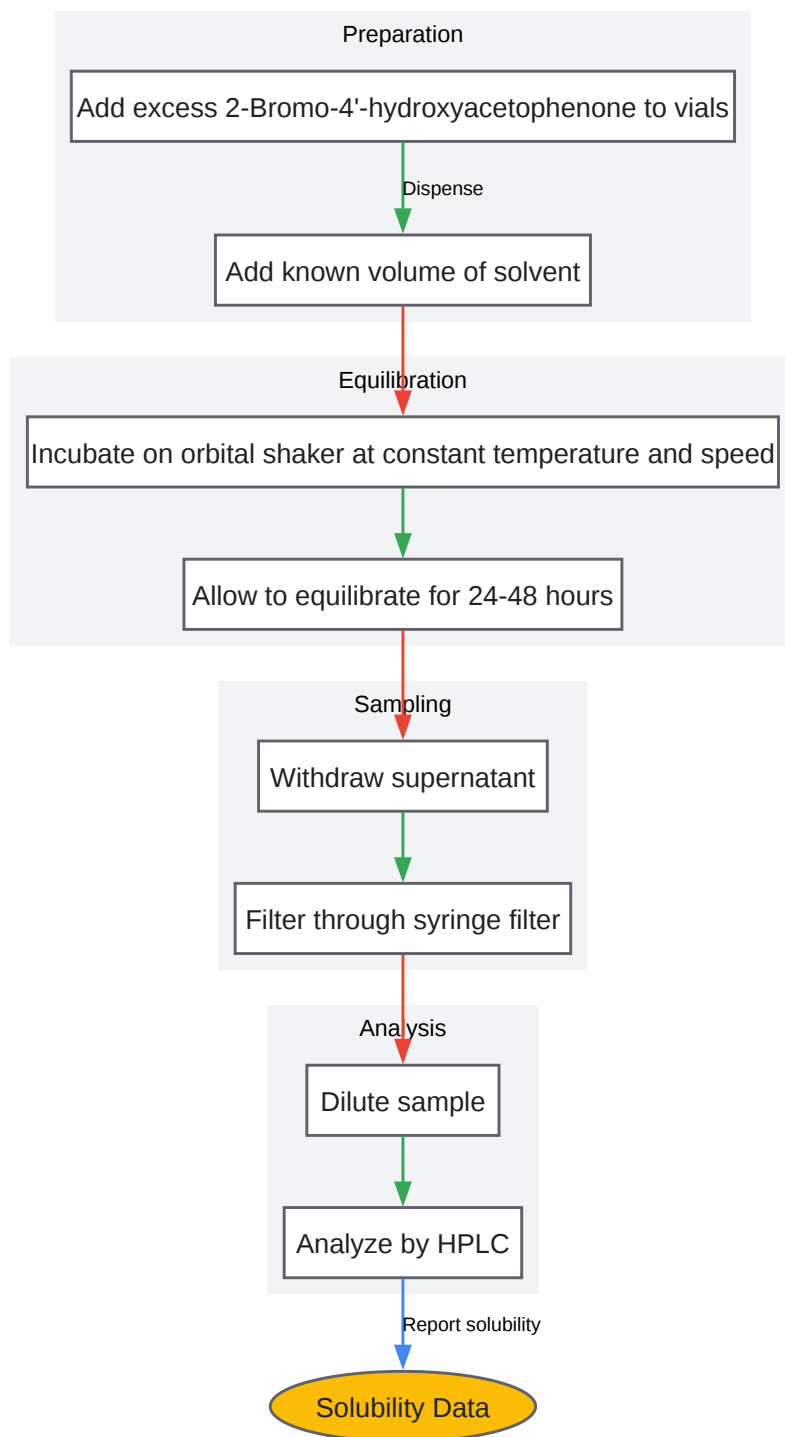 Preparation
Add excess 2-Bromo-4'-hydroxyacetophenone to vials
Dispense
Add known volume of solvent
Equilibration
Incubate on orbital shaker at constant temperature and speed
Allow to equilibrate for 24-48 hours
Sampling
Withdraw supernatant
Filter through syringe filter
Analysis
Dilute sample
Analyze by HPLC
Report solubility
Solubility Data